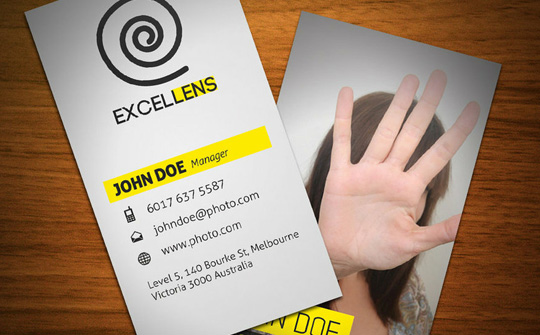 EXCELLENS
JOHN DOE Manager
6017 637 5587
johndoe@photo.com
www.photo.com
Level 5, 140 Bourke St, Melbourne
Victoria 3000 Australia
DOE